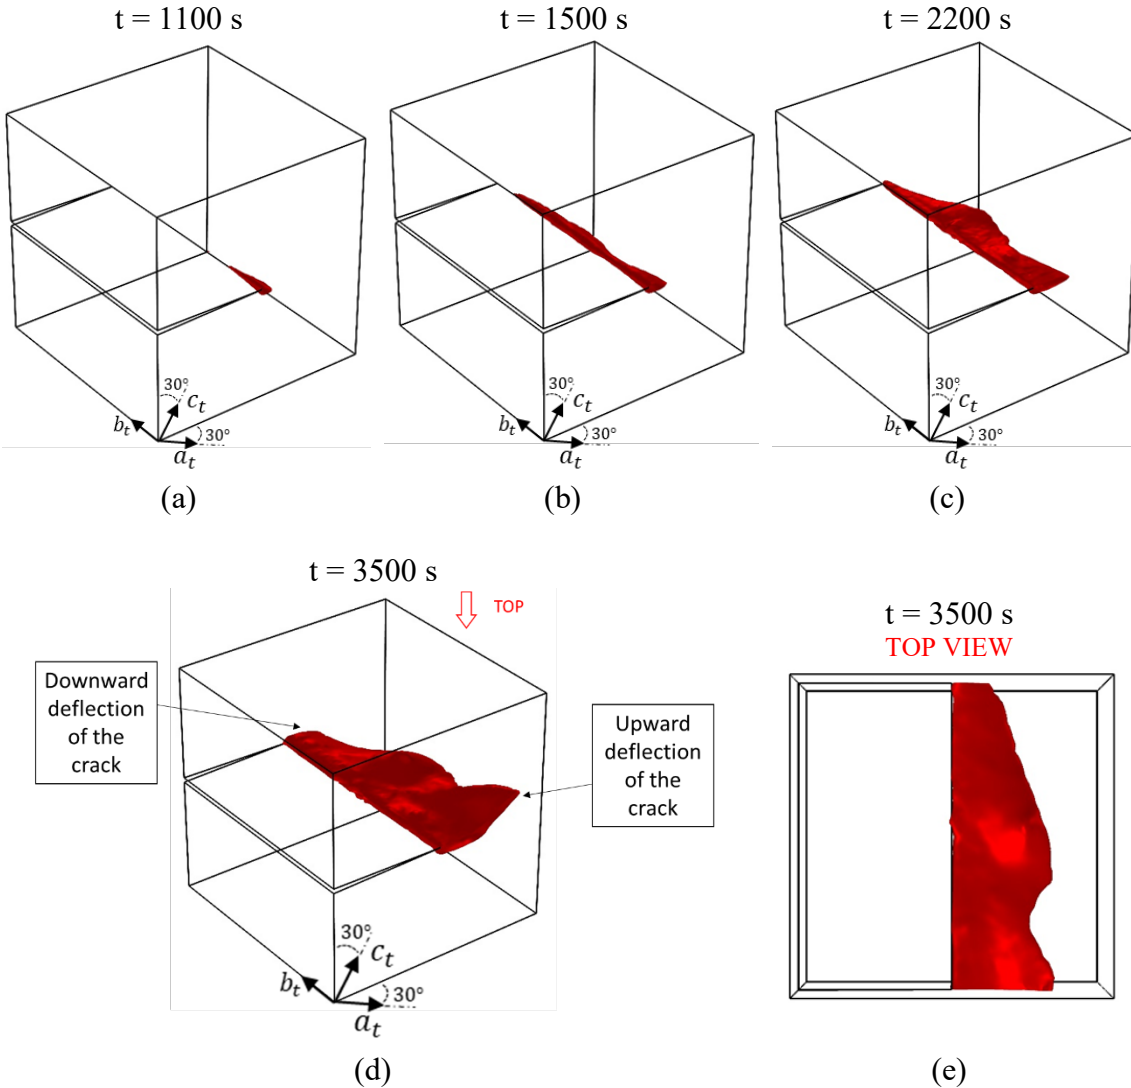 t = 1100 s
t = 1500 s
t = 2200 s
30°
c_t
b_t
30°
a_t
30°
c_t
b_t
30°
a_t
30°
c_t
b_t
30°
a_t
(a)
(b)
(c)
t = 3500 s
TOP
Downward
deflection
of the
crack
Upward
deflection
of the
crack
30°
c_t
b_t
30°
a_t
(d)
t = 3500 s
TOP VIEW
(e)